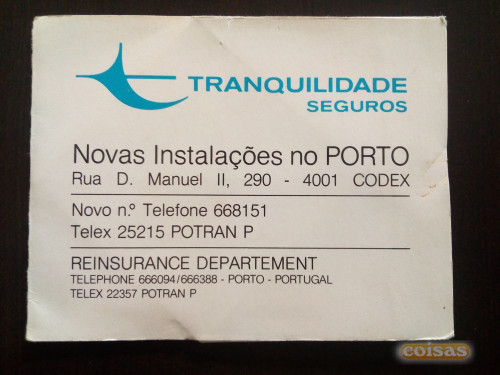 TRANQUILIDADE
SEGUROS
Novas Instalações no PORTO
Rua D. Manuel II, 290 - 4001 CODEX
Novo n.º Telefone 668151
Telex 25215 POTRAN P
REINSURANCE DEPARTEMENT
TELEPHONE 666094/666388 - PORTO - PORTUGAL
TELEX 22357 POTRAN P
coisas